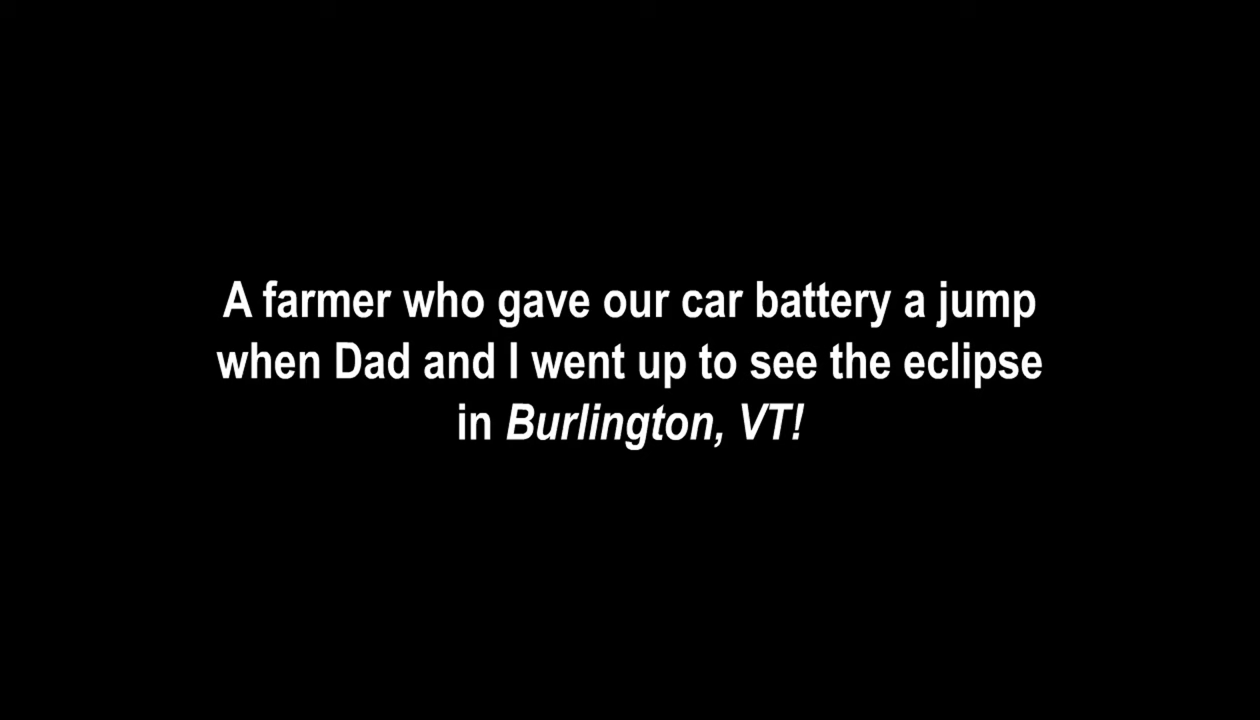 A farmer who gave our car battery a jump
when Dad and I went up to see the eclipse
in Burlington, VT!